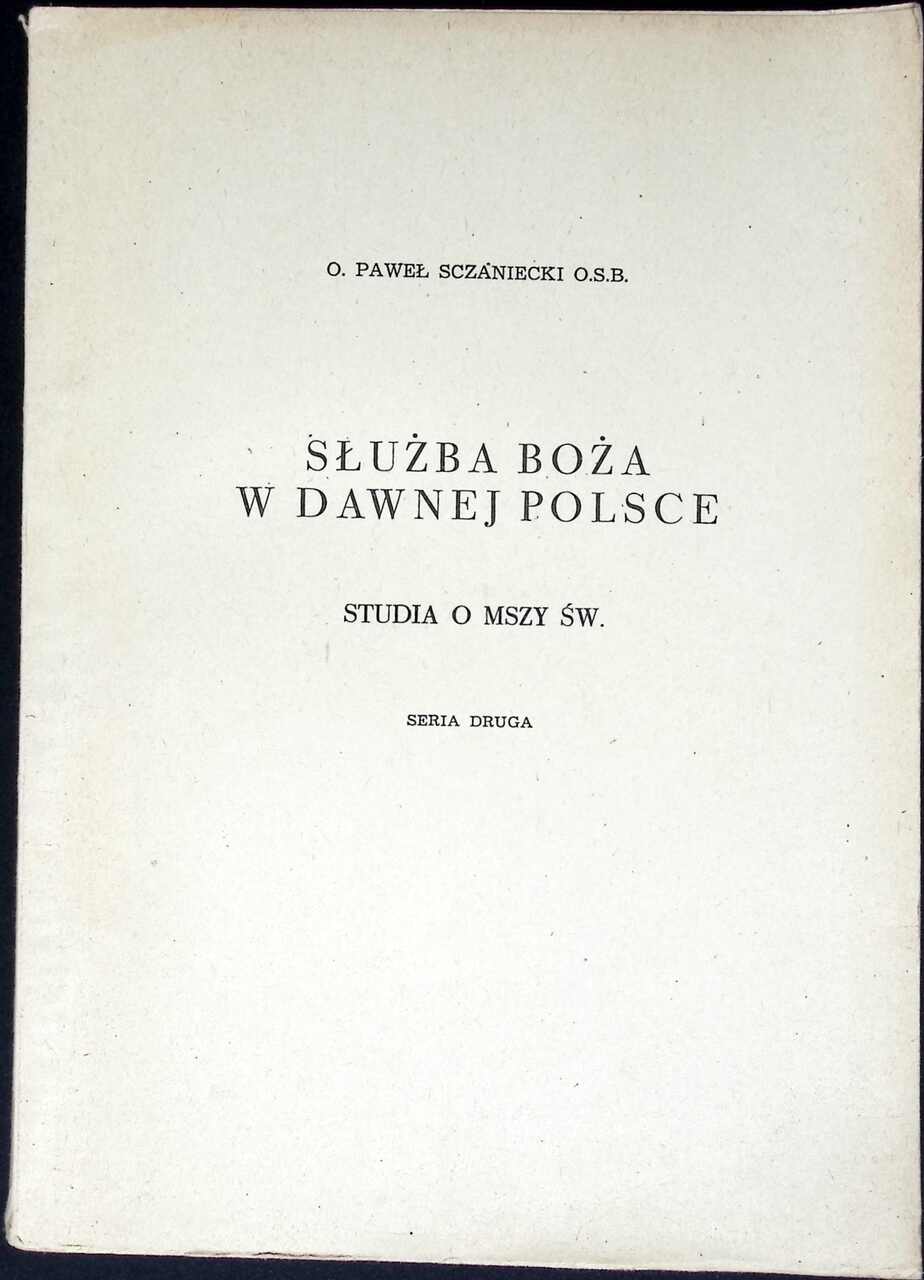 O. PAWEŁ SCZANIECKI O.S.B.
SŁUŻBA BOŻA
W DAWNEJ POLSCE
STUDIA O MSZY ŚW.
SERIA DRUGA